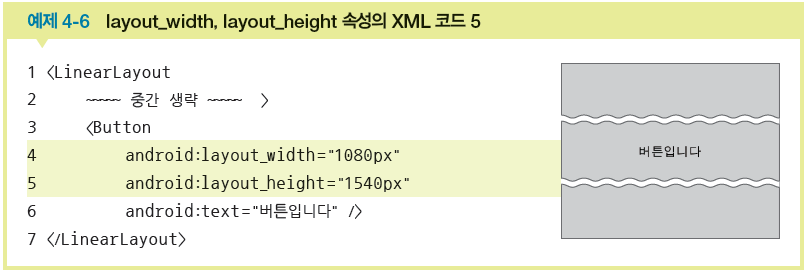 예제 4-6 layout_width, layout_height 속성의 XML 코드 5
1 <LinearLayout
2 ~~~~~ 중간 생략 ~~~~~ >
3 <Button
4 android:layout_width="1080px"
5 android:layout_height="1540px"
6 android:text="버튼입니다" />
7 </LinearLayout>
버튼입니다